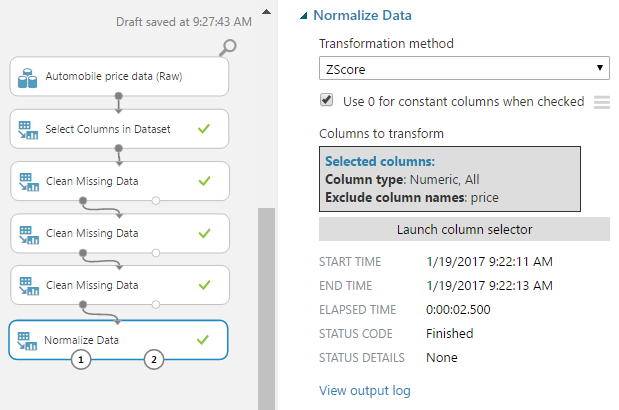 Draft saved at 9:27:43 AM
Automobile price data (Raw)
Select Columns in Dataset
Clean Missing Data
Clean Missing Data
Clean Missing Data
Normalize Data
1 2
Normalize Data
Transformation method
ZScore
Use 0 for constant columns when checked
Columns to transform
Selected columns:
Column type: Numeric, All
Exclude column names: price
Launch column selector
START TIME 1/19/2017 9:22:11 AM
END TIME 1/19/2017 9:22:13 AM
ELAPSED TIME 0:00:02.500
STATUS CODE Finished
STATUS DETAILS None
View output log